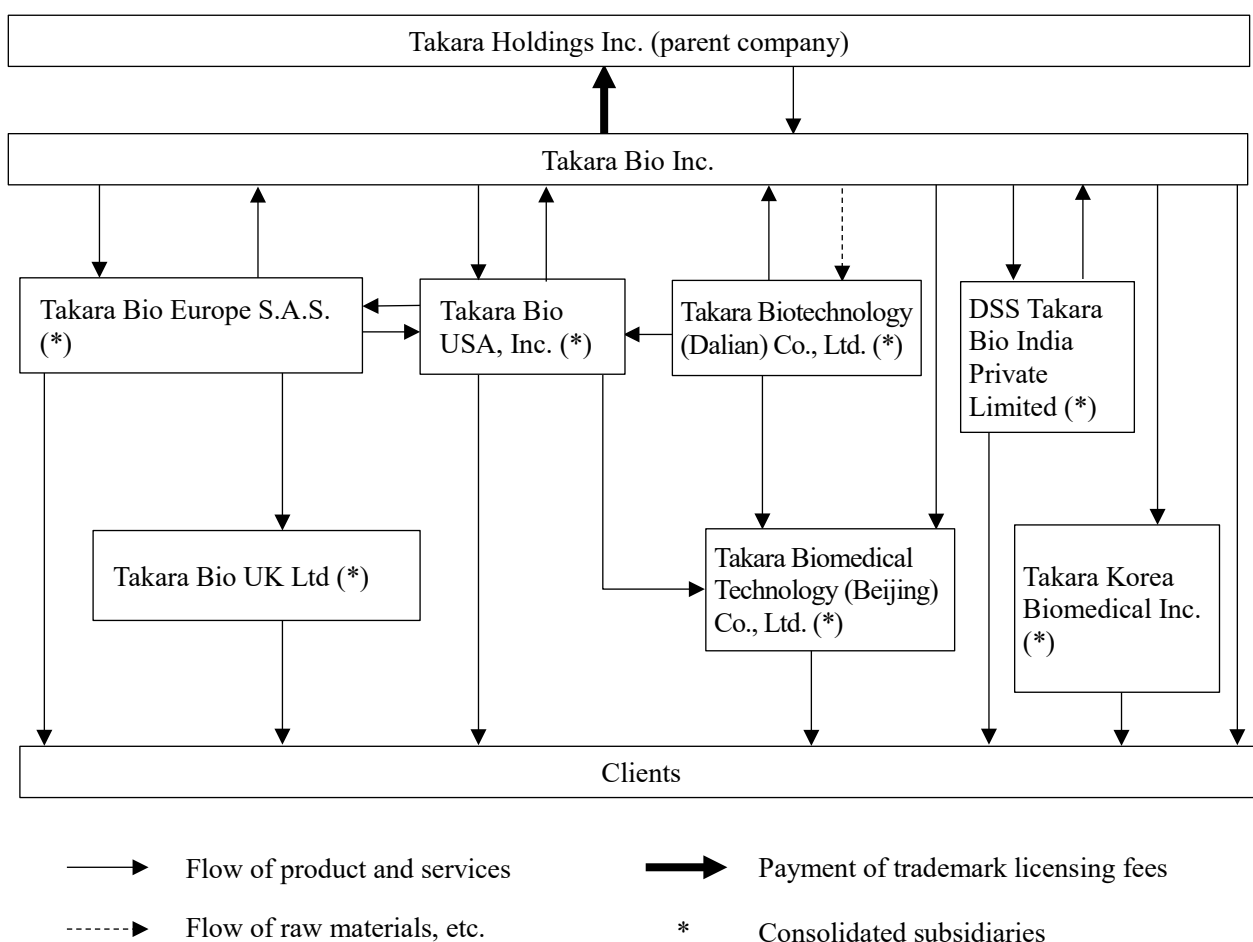 Takara Holdings Inc. (parent company)
Takara Bio Inc.
Takara Bio Europe S.A.S.
(*)
Takara Bio
USA, Inc. (*)
Takara Biotechnology
(Dalian) Co., Ltd. (*)
DSS Takara
Bio India
Private
Limited (*)
Takara Bio UK Ltd (*)
Takara Biomedical
Technology (Beijing)
Co., Ltd. (*)
Takara Korea
Biomedical Inc.
(*)
Clients
Flow of product and services
Payment of trademark licensing fees
Flow of raw materials, etc.
* Consolidated subsidiaries